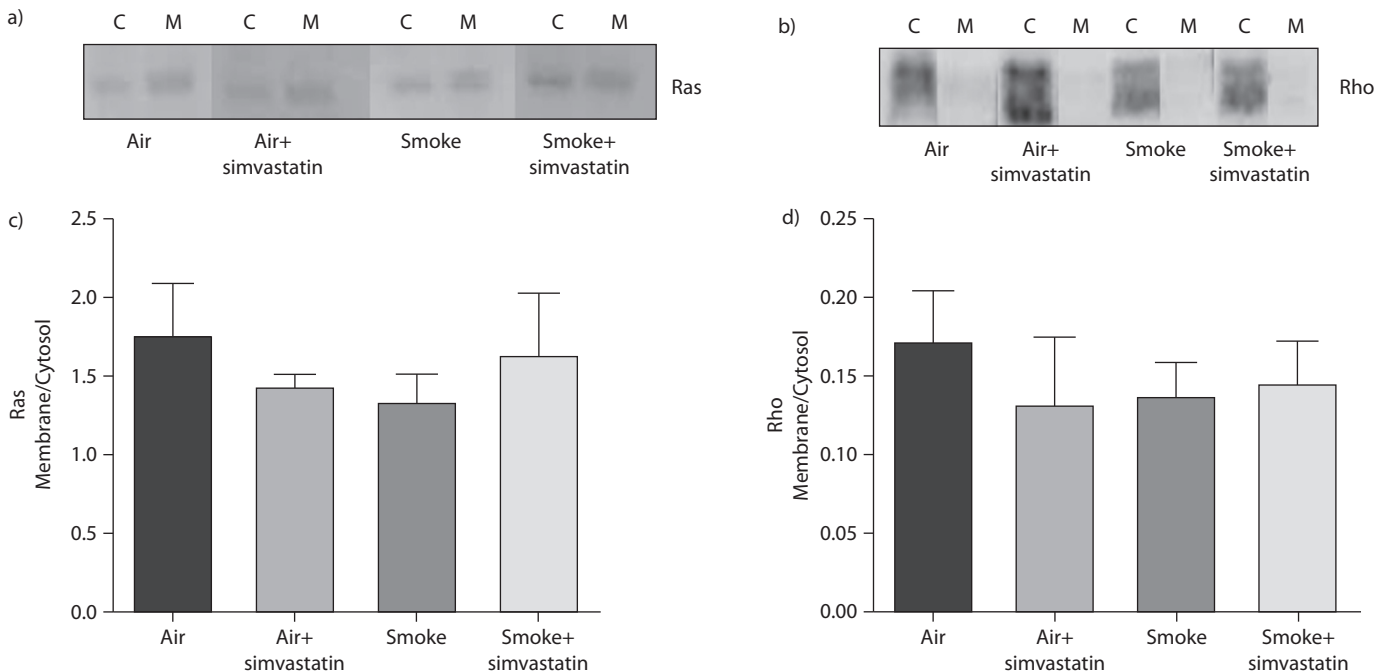 a)
C M C M C M C M
Ras
Air
Air+
simvastatin
Smoke
Smoke+
simvastatin
b)
C M C M C M C M
Rho
Air
Air+
simvastatin
Smoke
Smoke+
simvastatin
c)
Ras
Membrane/Cytosol
2.5
2.0
1.5
1.0
0.5
0.0
Air
Air+
simvastatin
Smoke
Smoke+
simvastatin
d)
Rho
Membrane/Cytosol
0.25
0.20
0.15
0.10
0.05
0.00
Air
Air+
simvastatin
Smoke
Smoke+
simvastatin